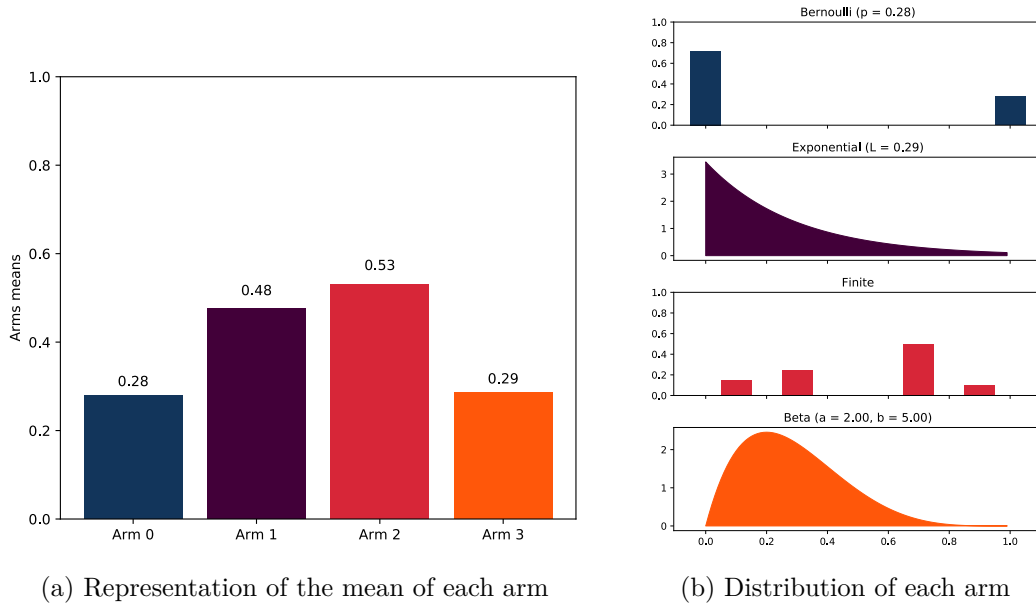 Arms means
1.0
0.8
0.6
0.4
0.2
0.0
0.28
0.48
0.53
0.29
Arm 0
Arm 1
Arm 2
Arm 3
(a) Representation of the mean of each arm
Bernoulli (p = 0.28)
1.0
0.8
0.6
0.4
0.2
0.0
Exponential (L = 0.29)
3
2
1
0
Finite
1.0
0.8
0.6
0.4
0.2
0.0
Beta (a = 2.00, b = 5.00)
2
1
0
0.0 0.2 0.4 0.6 0.8 1.0
(b) Distribution of each arm